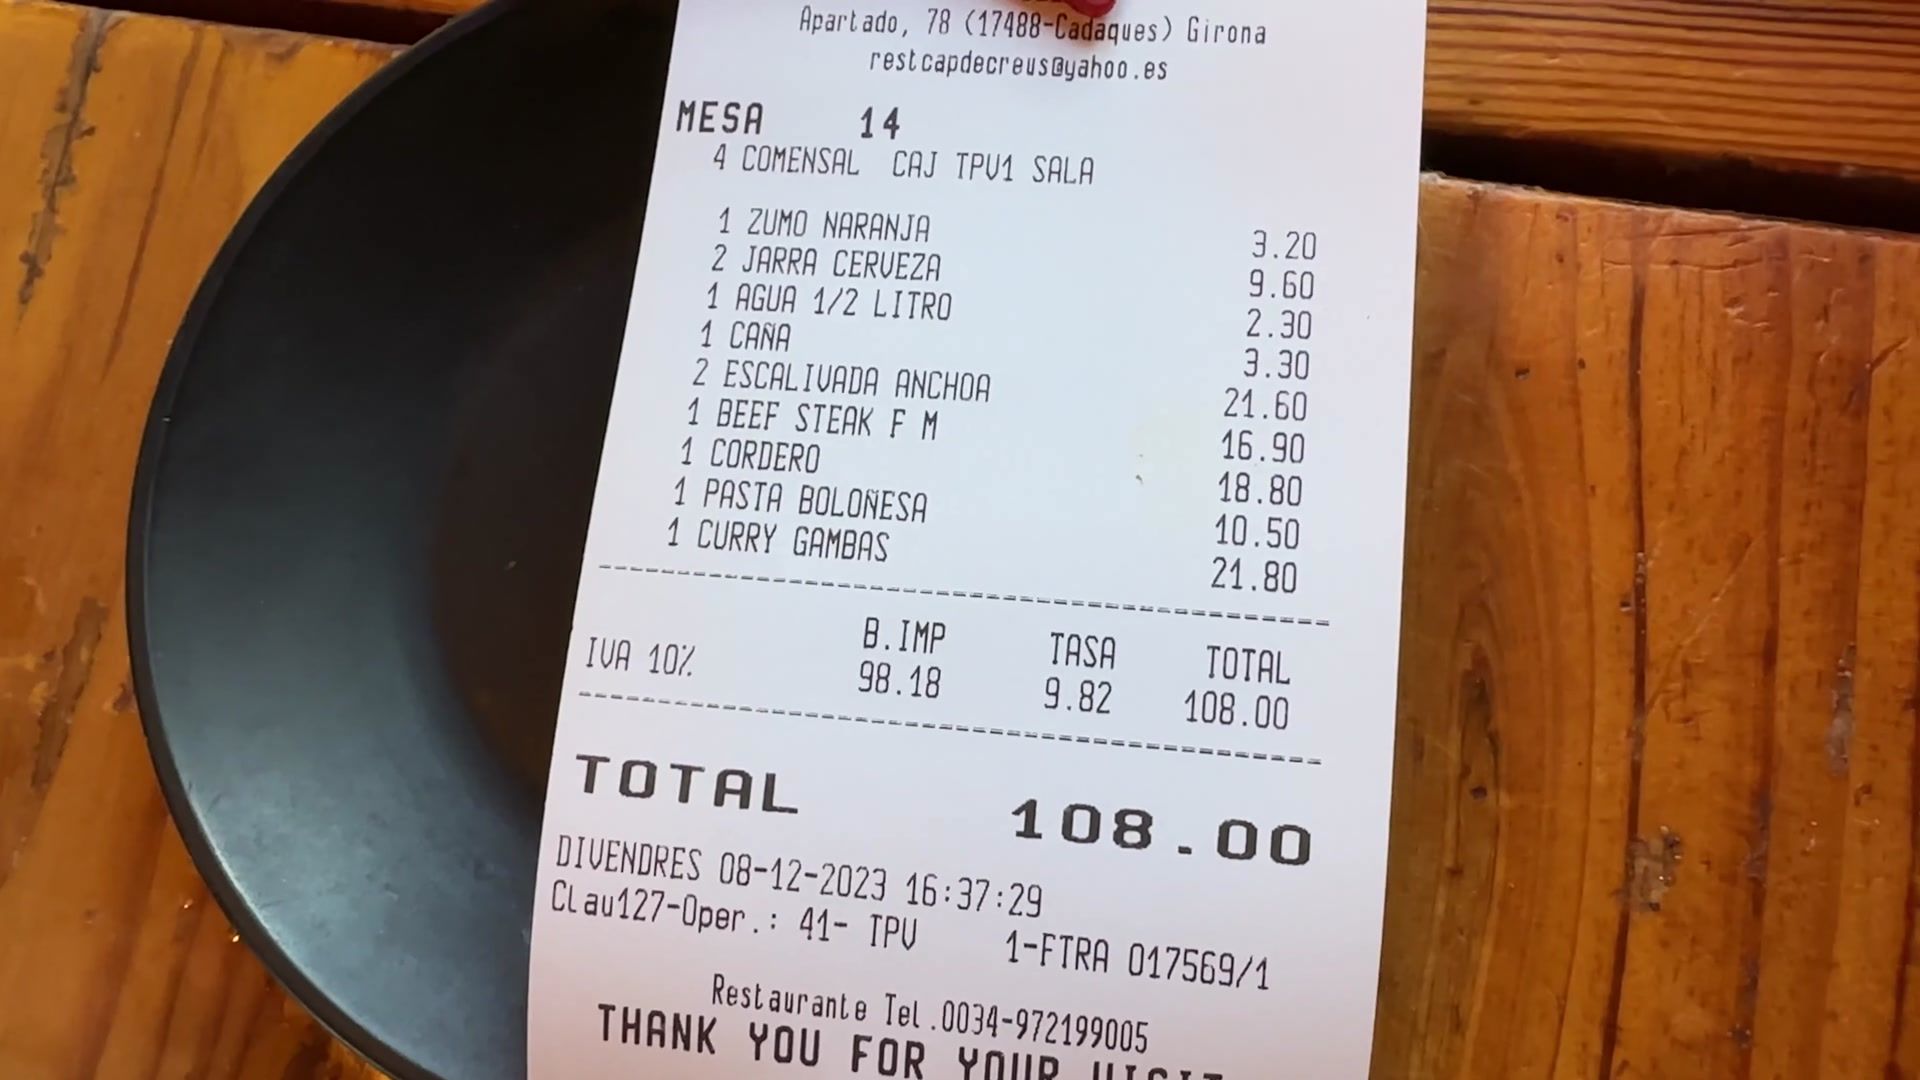 Apartado, 78 (17488-Cadaques) Girona
restcapdecreus@yahoo.es
MESA 14
4 COMENSAL CAJ TPV1 SALA
1 ZUMO NARANJA 3.20
2 JARRA CERVEZA 9.60
1 AGUA 1/2 LITRO 2.30
1 CAÑA 3.30
2 ESCALIVADA ANCHOA 21.60
1 BEEF STEAK F M 16.90
1 CORDERO 18.80
1 PASTA BOLOÑESA 10.50
1 CURRY GAMBAS 21.80
B.IMP TASA TOTAL
IVA 10% 98.18 9.82 108.00
TOTAL 108.00
DIVENDRES 08-12-2023 16:37:29
Clau127-Oper.: 41- TPV 1-FTRA 017569/1
Restaurante Tel.0034-972199005
THANK YOU FOR YOUR VISIT